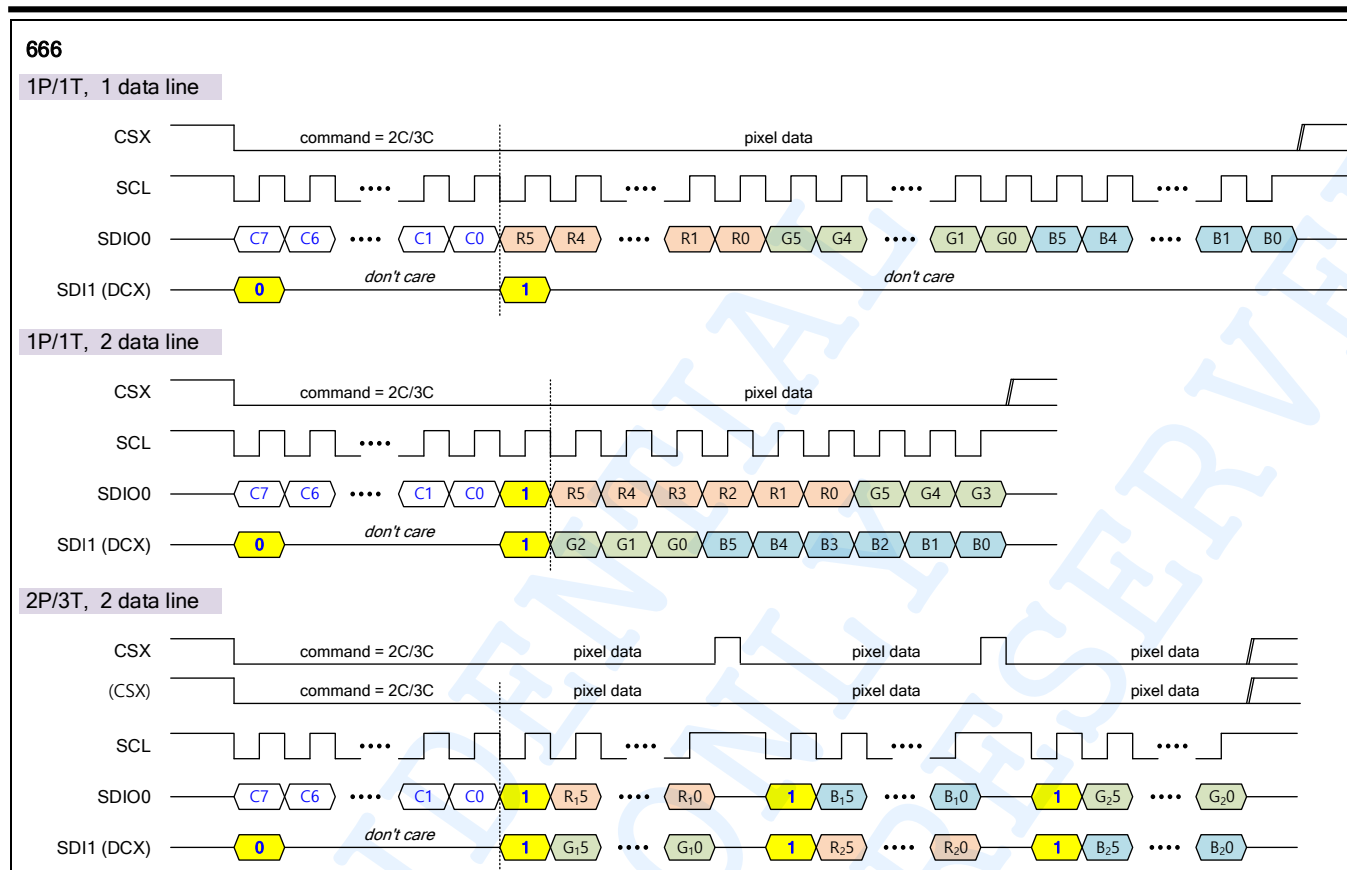 666
1P/1T, 1 data line
CSX command = 2C/3C pixel data
SCL
SDIO0 C7 C6 C1 C0 R5 R4 R1 R0 G5 G4 G1 G0 B5 B4 B1 B0
SDI1 (DCX) 0 don't care 1 don't care
1P/1T, 2 data line
CSX command = 2C/3C pixel data
SCL
SDIO0 C7 C6 C1 C0 1 R5 R4 R3 R2 R1 R0 G5 G4 G3
SDI1 (DCX) 0 don't care 1 G2 G1 G0 B5 B4 B3 B2 B1 B0
2P/3T, 2 data line
CSX command = 2C/3C pixel data pixel data pixel data
(CSX) command = 2C/3C pixel data pixel data pixel data
SCL
SDIO0 C7 C6 C1 C0 1 R₁5 R₁0 1 B₁5 B₁0 1 G₂5 G₂0
SDI1 (DCX) 0 don't care 1 G₁5 G₁0 1 R₂5 R₂0 1 B₂5 B₂0